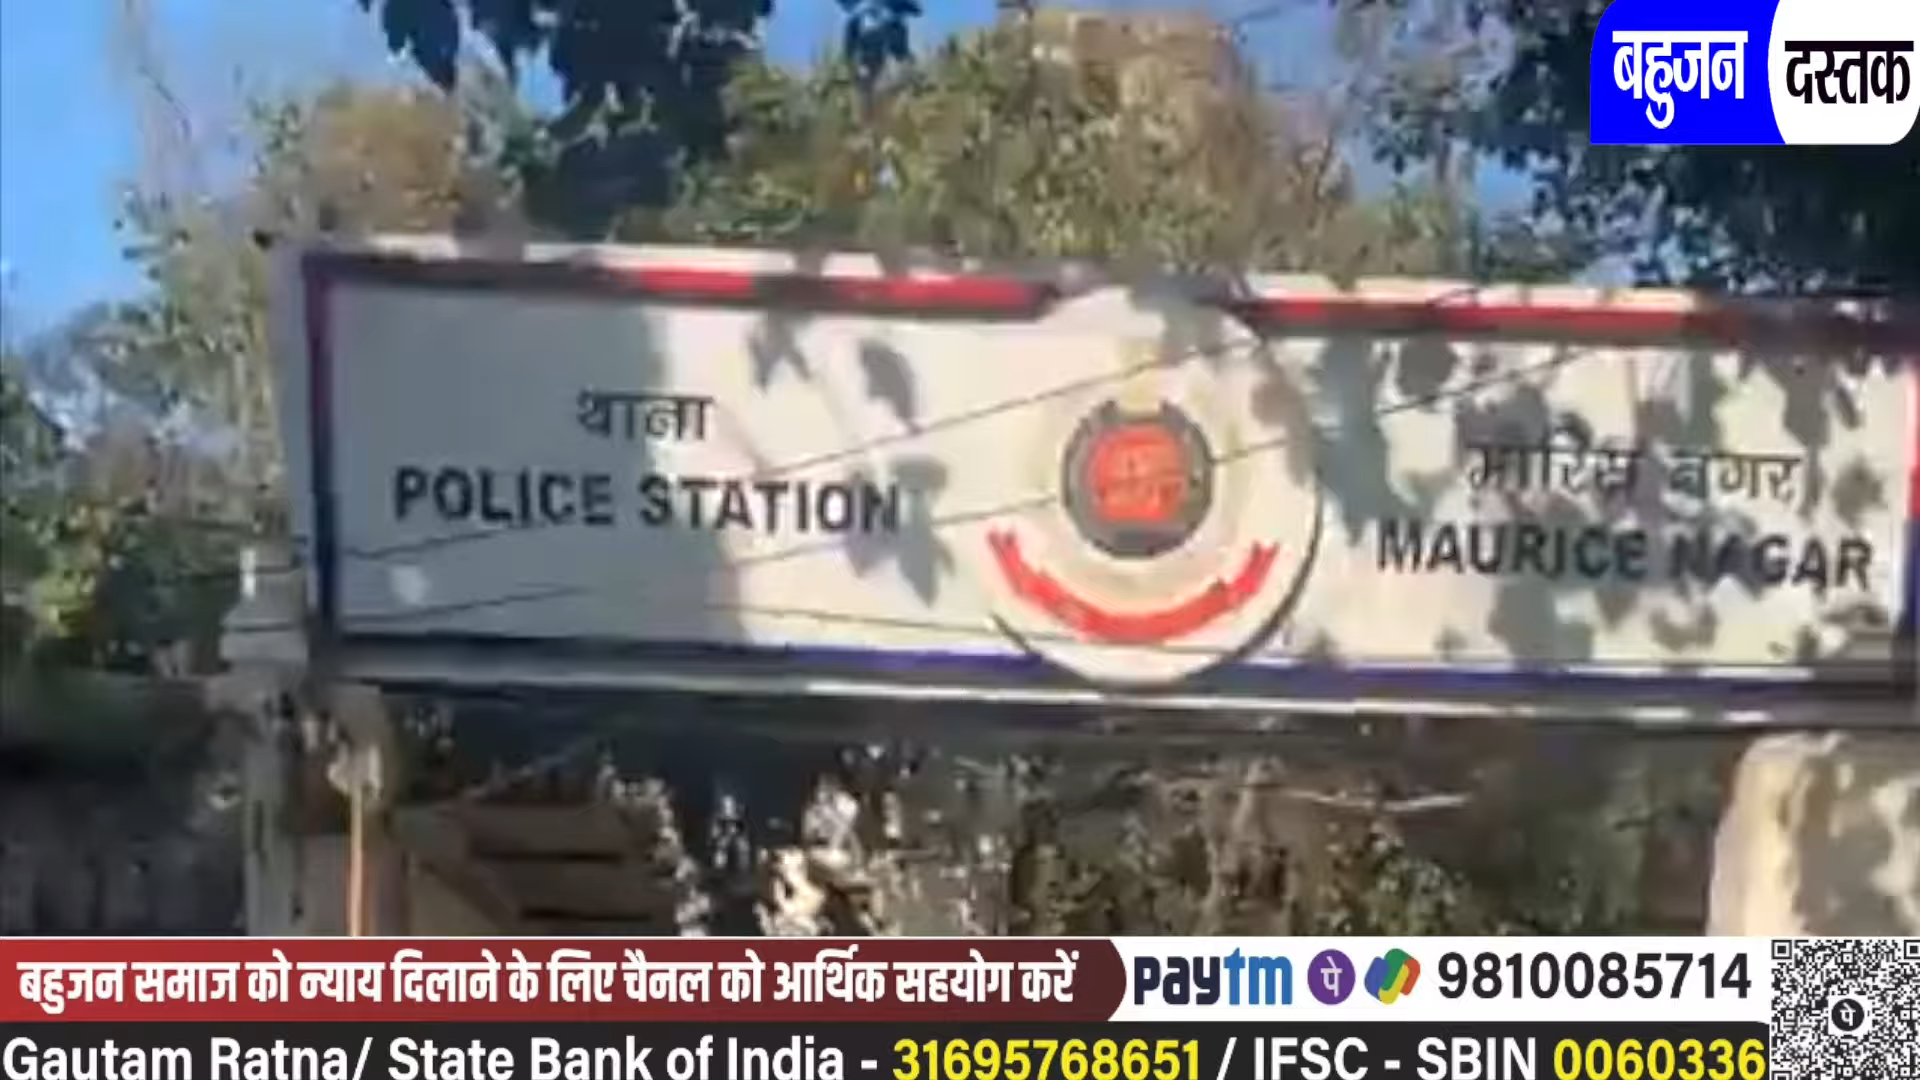 बहुजन दस्तक
थाना
POLICE STATION
मारिस नगर
MAURICE NAGAR
बहुजन समाज को न्याय दिलाने के लिए चैनल को आर्थिक सहयोग करें
paytm पे 9810085714
पे
Gautam Ratna/ State Bank of India - 31695768651 / IFSC - SBIN 0060336